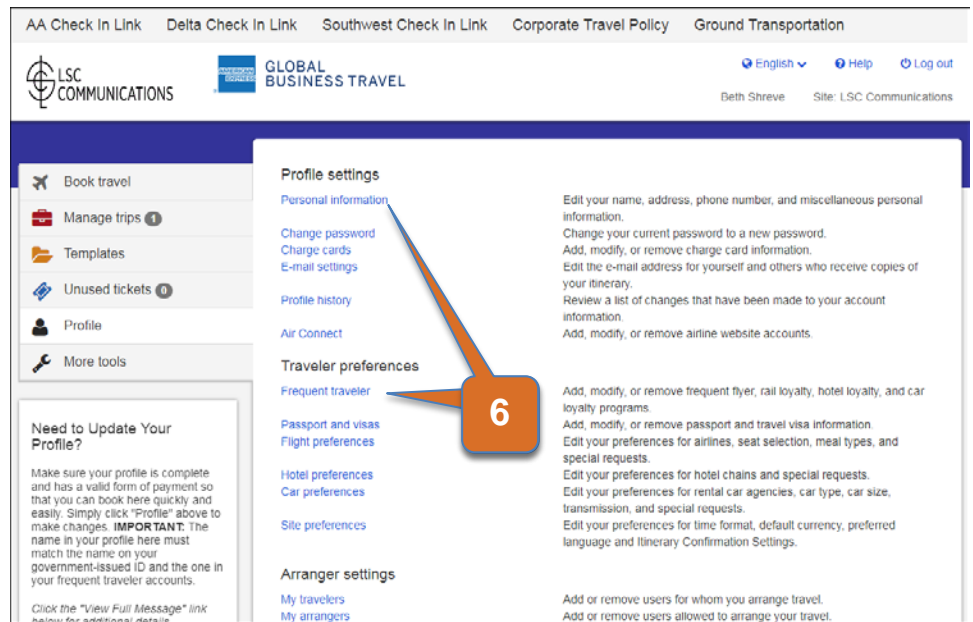 AA Check In Link Delta Check In Link Southwest Check In Link Corporate Travel Policy Ground Transportation
LSC
COMMUNICATIONS
AMERICAN
EXPRESS
GLOBAL
BUSINESS TRAVEL
English Help Log out
Beth Shreve Site: LSC Communications
Book travel
Manage trips 1
Templates
Unused tickets 0
Profile
More tools
Need to Update Your
Profile?
Make sure your profile is complete
and has a valid form of payment so
that you can book here quickly and
easily. Simply click "Profile" above to
make changes. IMPORTANT: The
name in your profile here must
match the name on your
government-issued ID and the one in
your frequent traveler accounts.
Click the "View Full Message" link
below for additional details
Profile settings
Personal information Edit your name, address, phone number, and miscellaneous personal
information.
Change password Change your current password to a new password.
Charge cards Add, modify, or remove charge card information.
E-mail settings Edit the e-mail address for yourself and others who receive copies of
your itinerary.
Profile history Review a list of changes that have been made to your account
information.
Air Connect Add, modify, or remove airline website accounts.
Traveler preferences
Frequent traveler Add, modify, or remove frequent flyer, rail loyalty, hotel loyalty, and car
loyalty programs.
6
Passport and visas Add, modify, or remove passport and travel visa information.
Flight preferences Edit your preferences for airlines, seat selection, meal types, and
special requests.
Hotel preferences Edit your preferences for hotel chains and special requests.
Car preferences Edit your preferences for rental car agencies, car type, car size,
transmission, and special requests.
Site preferences Edit your preferences for time format, default currency, preferred
language and Itinerary Confirmation Settings.
Arranger settings
My travelers Add or remove users for whom you arrange travel.
My arrangers Add or remove users allowed to arrange your travel.